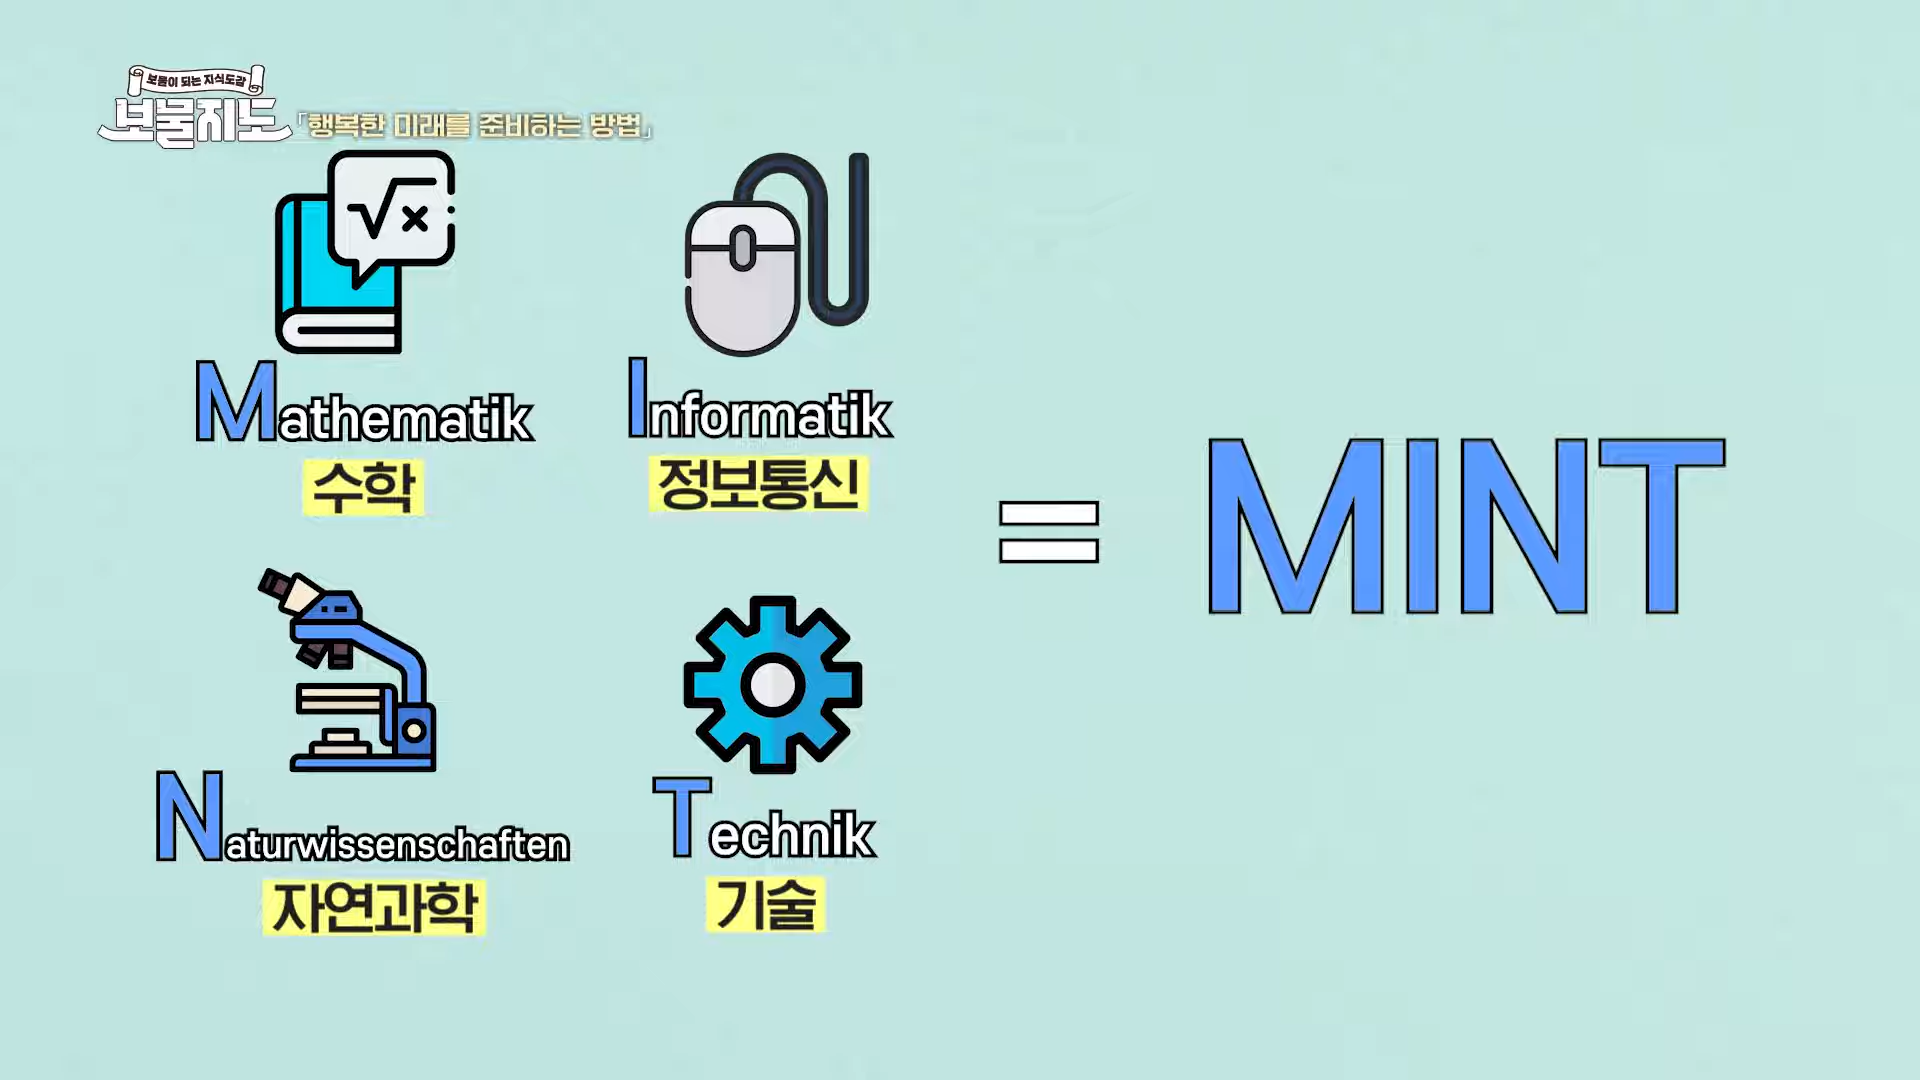 보물이 되는 지식도감
보물지도
「행복한 미래를 준비하는 방법」
√x
Mathematik
수학
Informatik
정보통신
Naturwissenschaften
자연과학
Technik
기술
=
MINT